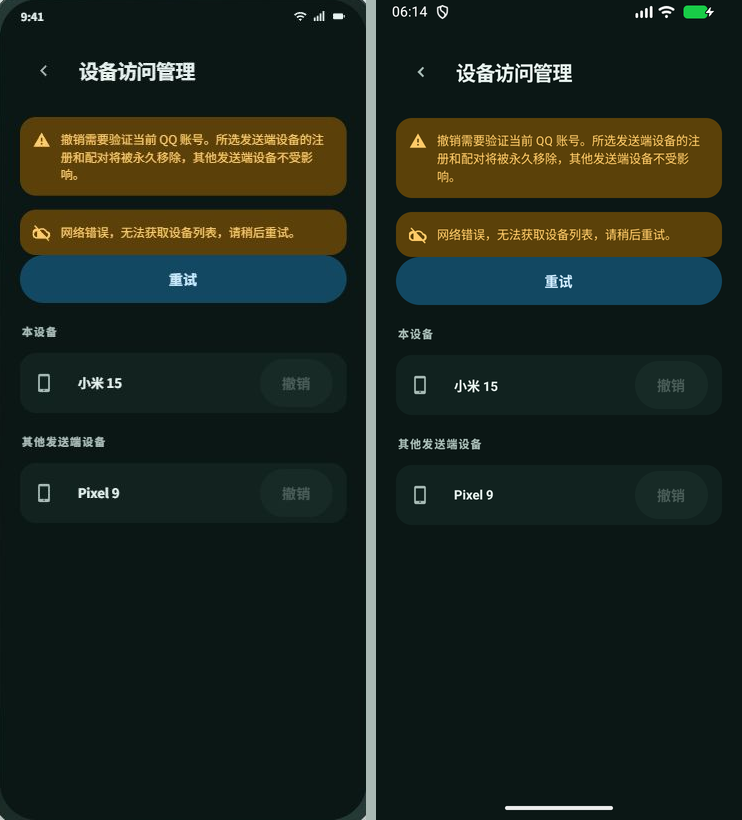 9:41
设备访问管理
撤销需要验证当前 QQ 账号。所选发送端设备的注
册和配对将被永久移除，其他发送端设备不受影
响。
网络错误，无法获取设备列表，请稍后重试。
重试
本设备
小米 15
撤销
其他发送端设备
Pixel 9
撤销
06:14
设备访问管理
撤销需要验证当前 QQ 账号。所选发送端设备的注
册和配对将被永久移除，其他发送端设备不受影
响。
网络错误，无法获取设备列表，请稍后重试。
重试
本设备
小米 15
撤销
其他发送端设备
Pixel 9
撤销